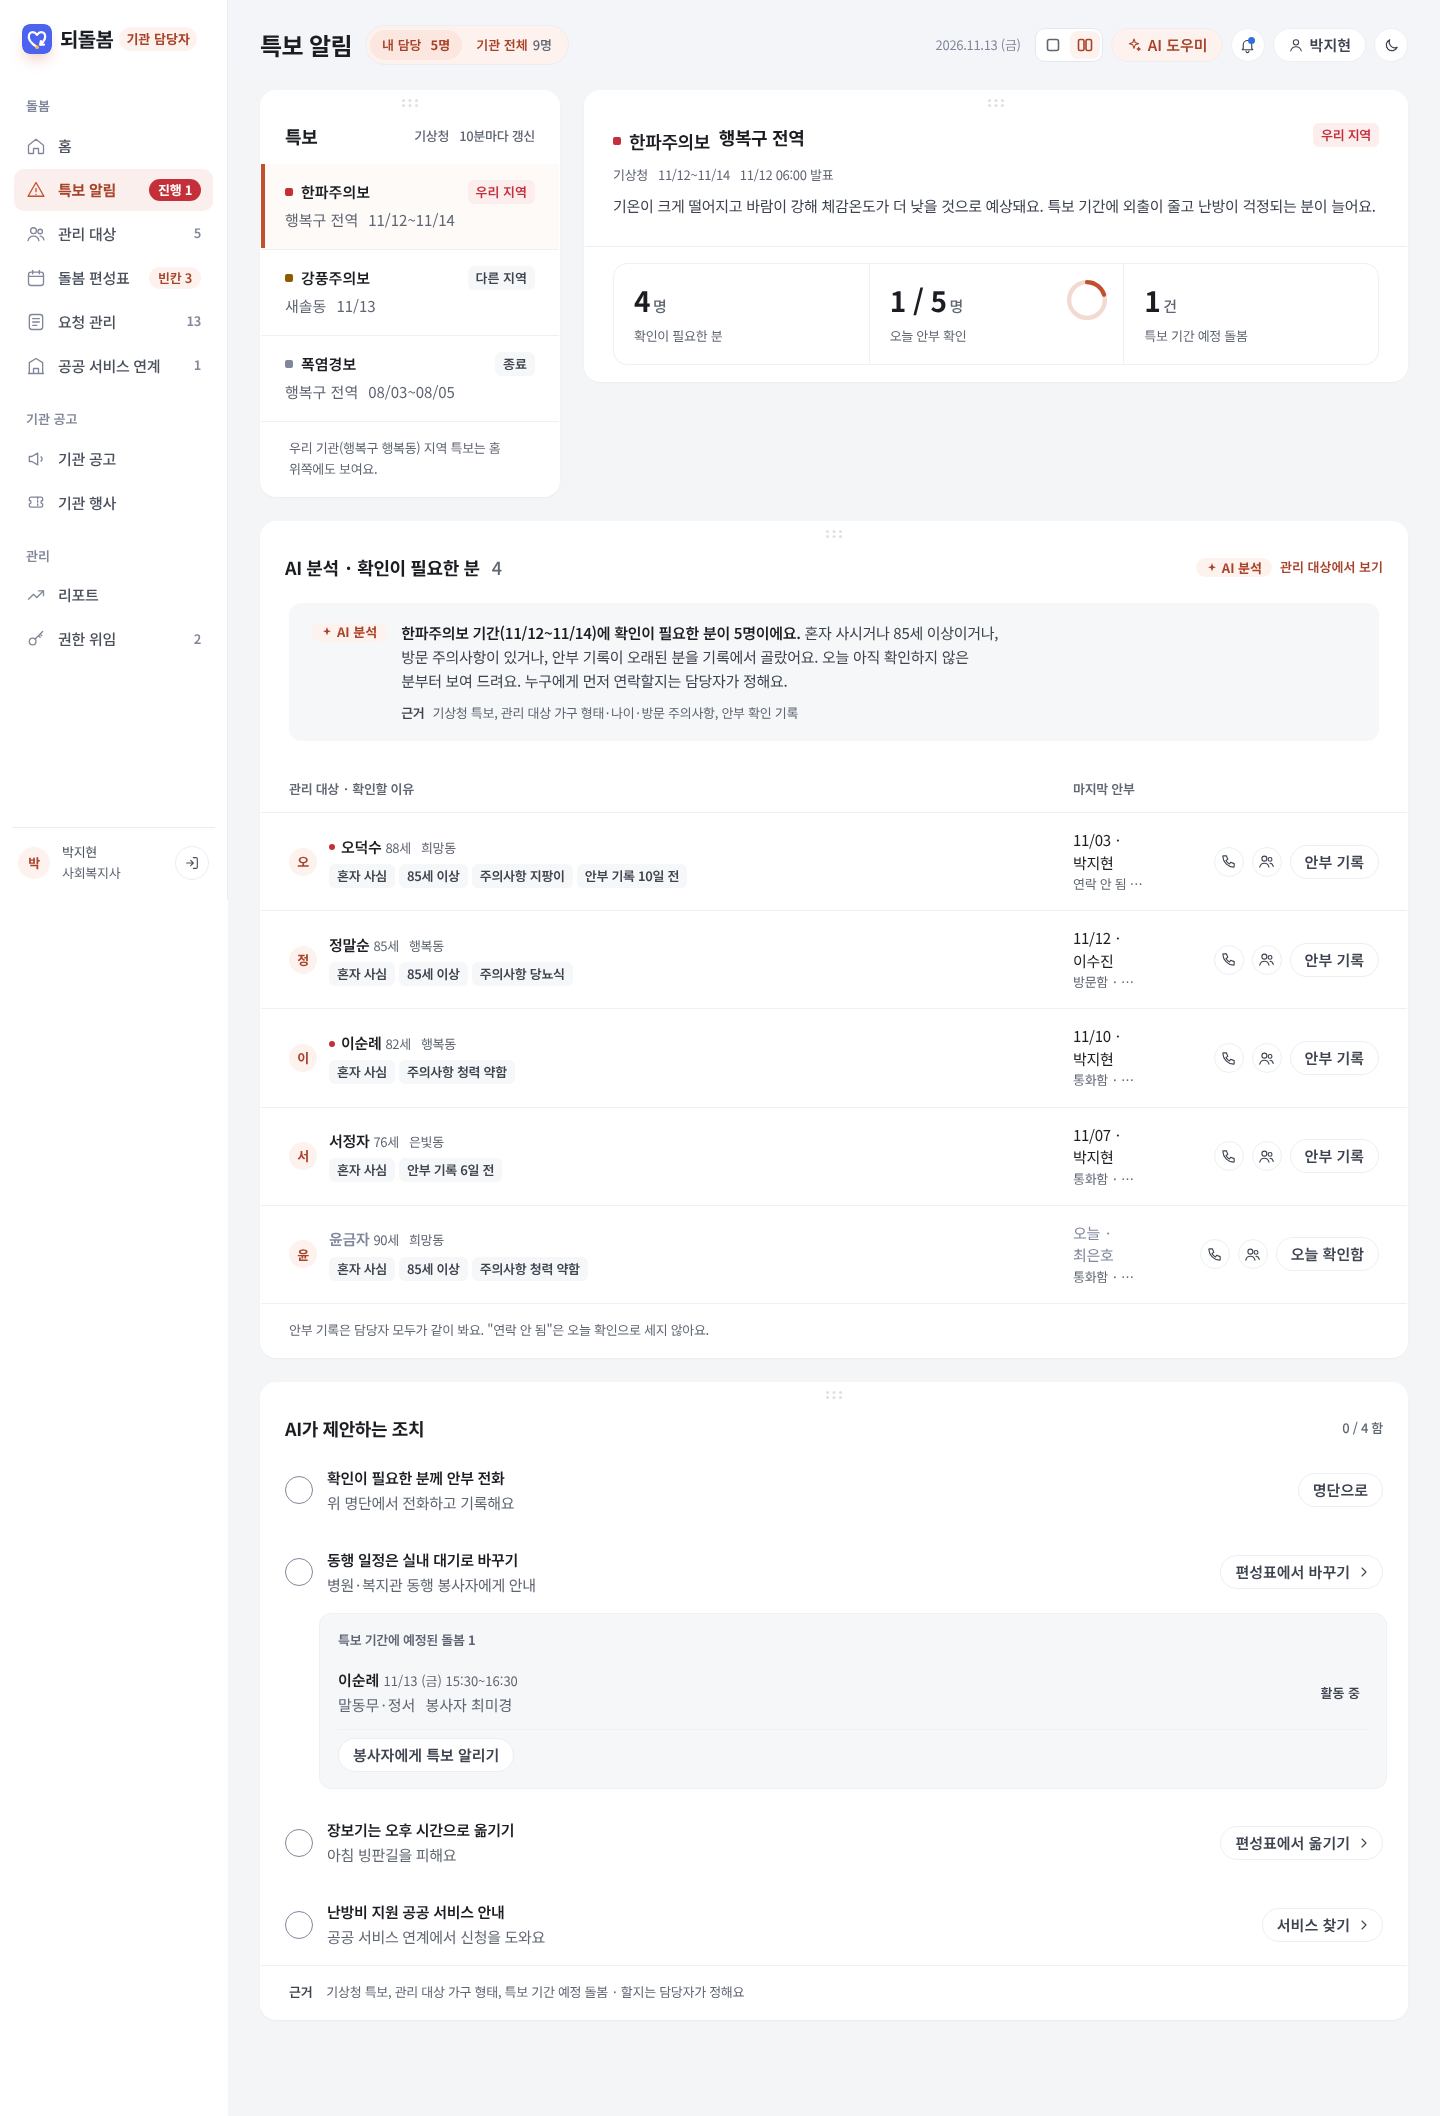 되돌봄 기관 담당자
돌봄
홈
특보 알림 진행 1
관리 대상 5
돌봄 편성표 빈칸 3
요청 관리 13
공공 서비스 연계 1
기관 공고
기관 공고
기관 행사
관리
리포트
권한 위임 2
박 박지현
사회복지사
특보 알림 내 담당 5명 기관 전체 9명
2026.11.13 (금) AI 도우미 박지현
특보 기상청 10분마다 갱신
한파주의보 우리 지역
행복구 전역 11/12~11/14
강풍주의보 다른 지역
새솔동 11/13
폭염경보 종료
행복구 전역 08/03~08/05
우리 기관(행복구 행복동) 지역 특보는 홈
위쪽에도 보여요.
한파주의보 행복구 전역 우리 지역
기상청 11/12~11/14 11/12 06:00 발표
기온이 크게 떨어지고 바람이 강해 체감온도가 더 낮을 것으로 예상돼요. 특보 기간에 외출이 줄고 난방이 걱정되는 분이 늘어요.
4명
확인이 필요한 분
1 / 5명
오늘 안부 확인
1건
특보 기간 예정 돌봄
AI 분석 · 확인이 필요한 분 4
AI 분석 관리 대상에서 보기
AI 분석 한파주의보 기간(11/12~11/14)에 확인이 필요한 분이 5명이에요. 혼자 사시거나 85세 이상이거나,
방문 주의사항이 있거나, 안부 기록이 오래된 분을 기록에서 골랐어요. 오늘 아직 확인하지 않은
분부터 보여 드려요. 누구에게 먼저 연락할지는 담당자가 정해요.
근거 기상청 특보, 관리 대상 가구 형태·나이·방문 주의사항, 안부 확인 기록
관리 대상 · 확인할 이유 마지막 안부
오 오덕수 88세 희망동
혼자 사심 85세 이상 주의사항 지팡이 안부 기록 10일 전
11/03 ·
박지현
연락 안 됨 …
안부 기록
정 정말순 85세 행복동
혼자 사심 85세 이상 주의사항 당뇨식
11/12 ·
이수진
방문함 · …
안부 기록
이 이순례 82세 행복동
혼자 사심 주의사항 청력 약함
11/10 ·
박지현
통화함 · …
안부 기록
서 서정자 76세 은빛동
혼자 사심 안부 기록 6일 전
11/07 ·
박지현
통화함 · …
안부 기록
윤 윤금자 90세 희망동
혼자 사심 85세 이상 주의사항 청력 약함
오늘 ·
최은호
통화함 · …
오늘 확인함
안부 기록은 담당자 모두가 같이 봐요. "연락 안 됨"은 오늘 확인으로 세지 않아요.
AI가 제안하는 조치 0 / 4 함
확인이 필요한 분께 안부 전화
위 명단에서 전화하고 기록해요
명단으로
동행 일정은 실내 대기로 바꾸기
병원·복지관 동행 봉사자에게 안내
편성표에서 바꾸기
특보 기간에 예정된 돌봄 1
이순례 11/13 (금) 15:30~16:30
말동무·정서 봉사자 최미경
활동 중
봉사자에게 특보 알리기
장보기는 오후 시간으로 옮기기
아침 빙판길을 피해요
편성표에서 옮기기
난방비 지원 공공 서비스 안내
공공 서비스 연계에서 신청을 도와요
서비스 찾기
근거 기상청 특보, 관리 대상 가구 형태, 특보 기간 예정 돌봄 · 할지는 담당자가 정해요